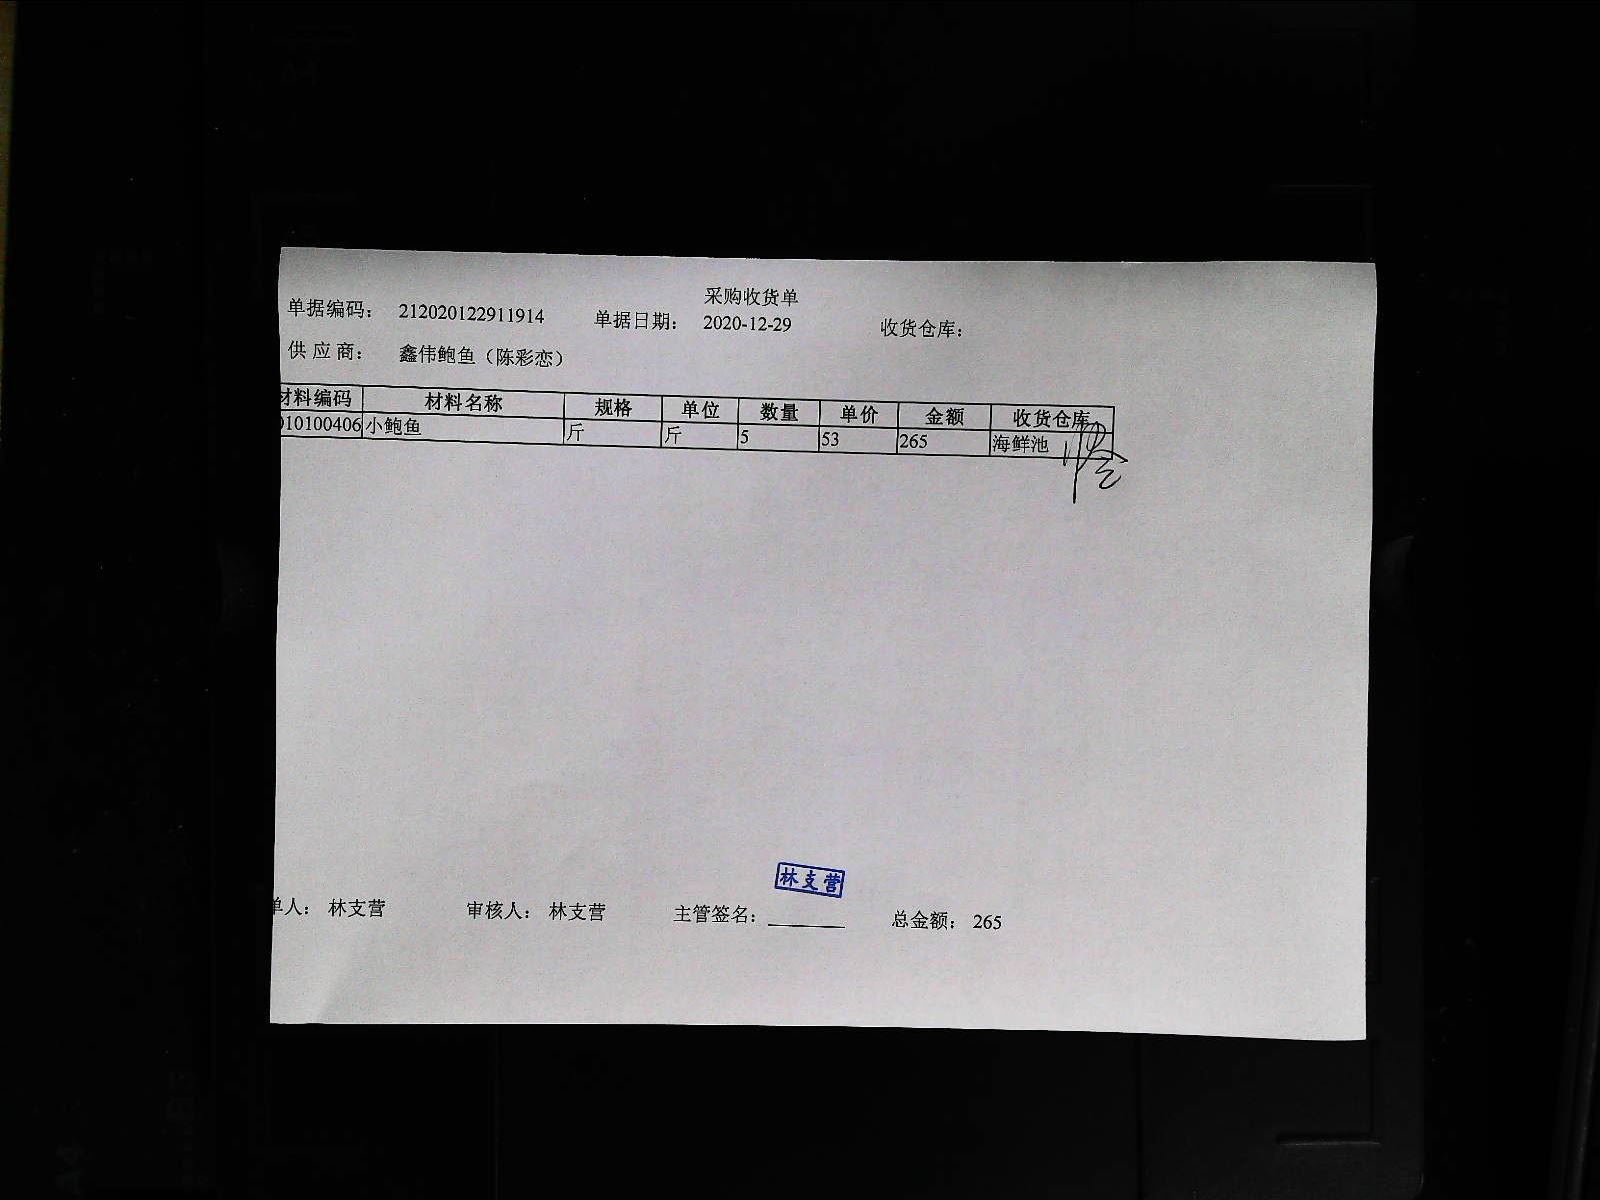 采购收货单
单据编码： 212020122911914 单据日期： 2020-12-29 收货仓库：
供 应 商： 鑫伟鲍鱼（陈彩恋）
材料编码 材料名称 规格 单位 数量 单价 金额 收货仓库
010100406 小鲍鱼 斤 斤 5 53 265 海鲜池
林支营
单人： 林支营 审核人： 林支营 主管签名： 总金额： 265